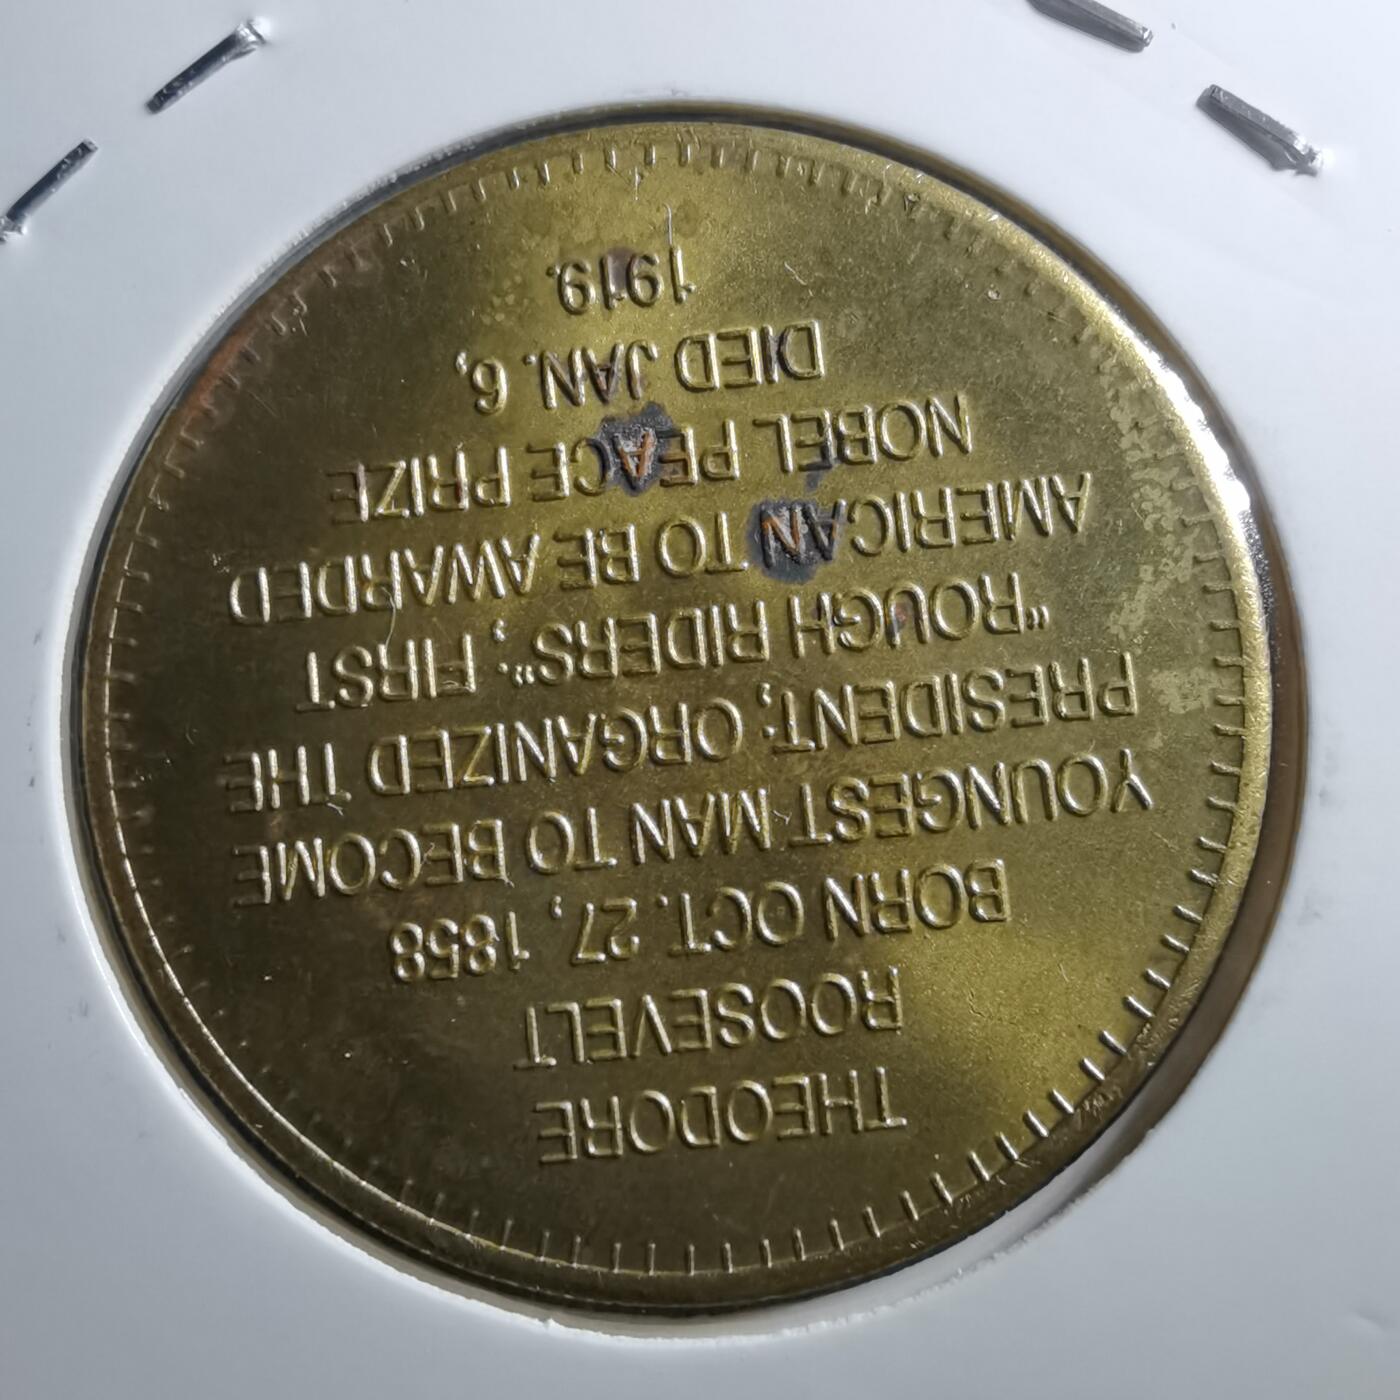 THEODORE
ROOSEVELT
BORN OCT. 27, 1858
YOUNGEST MAN TO BECOME
PRESIDENT; ORGANIZED THE
"ROUGH RIDERS"; FIRST
AMERICAN TO BE AWARDED
NOBEL PEACE PRIZE
DIED JAN. 6,
1919.